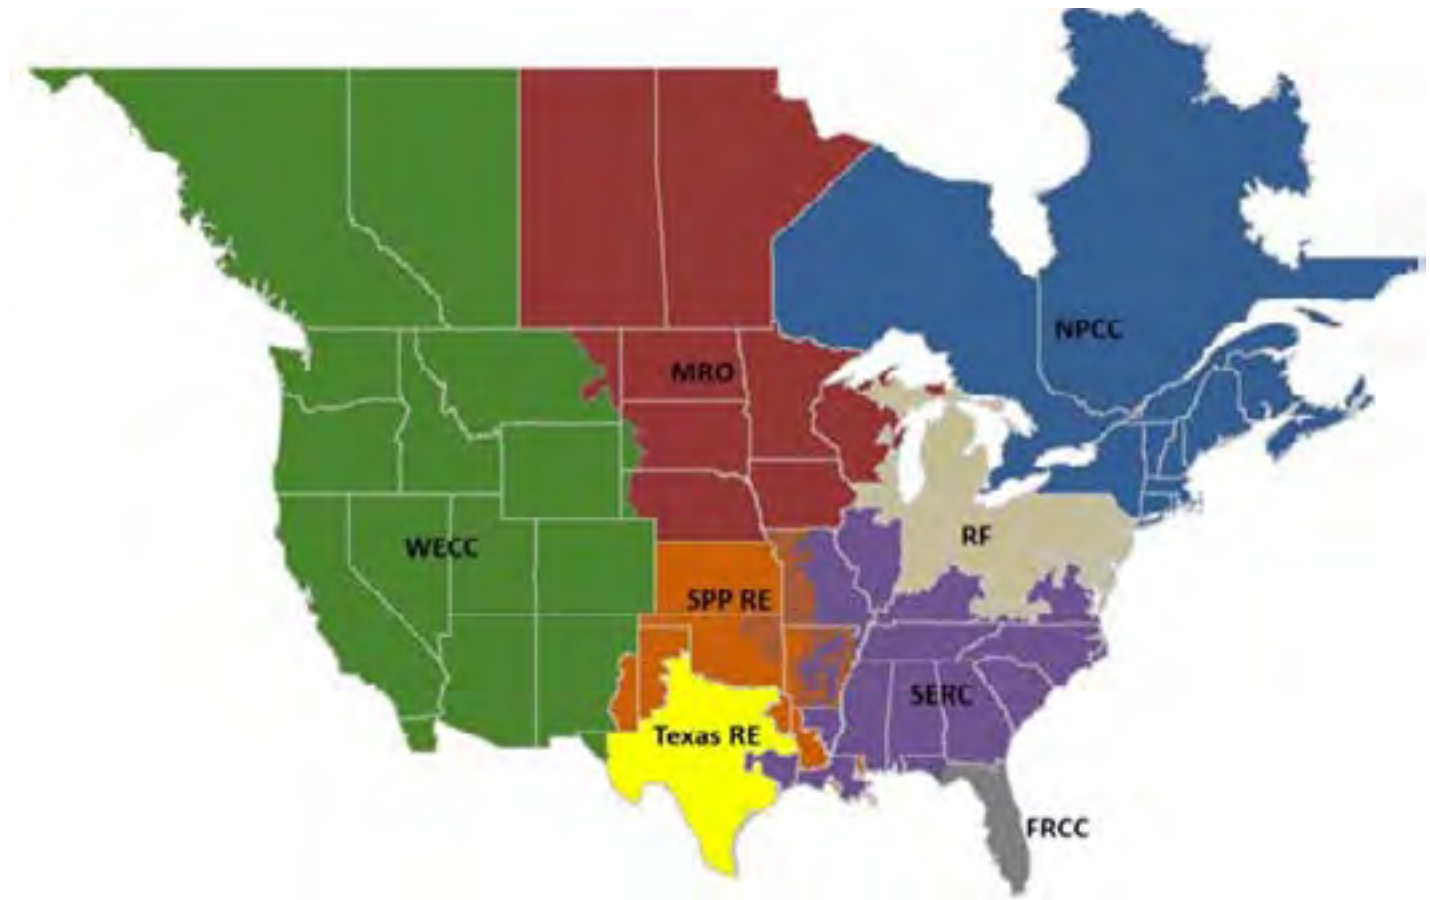 NPCC
MRO
RF
WECC
SPP RE
SERC
Texas RE
FRCC